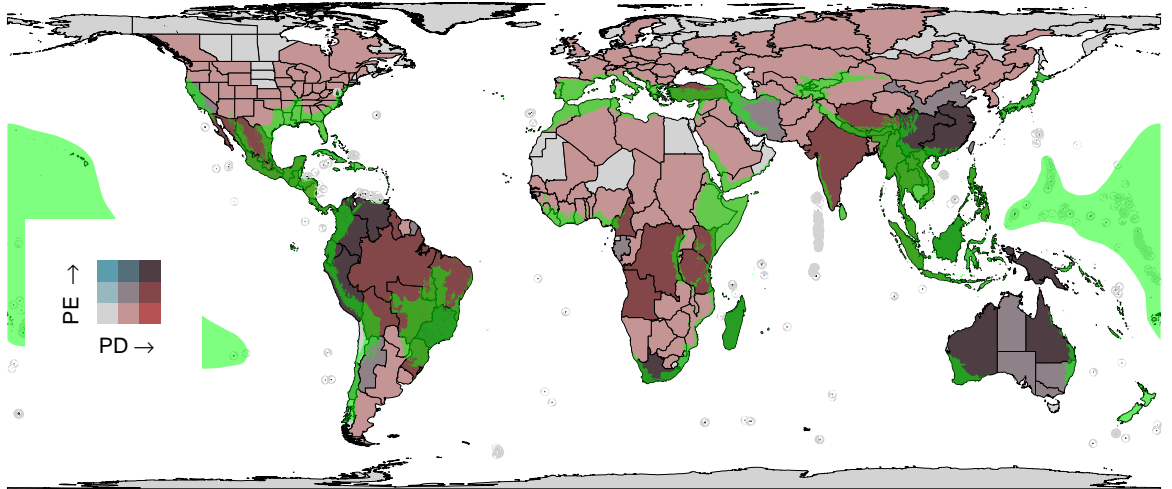 PE →
PD →